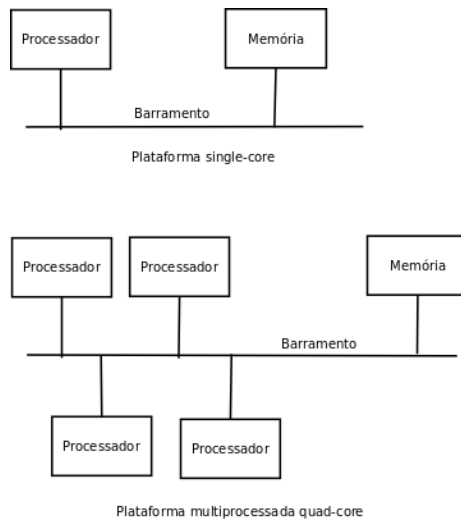 Processador
Memória
Barramento
Plataforma single-core
Processador
Processador
Memória
Barramento
Processador
Processador
Plataforma multiprocessada quad-core